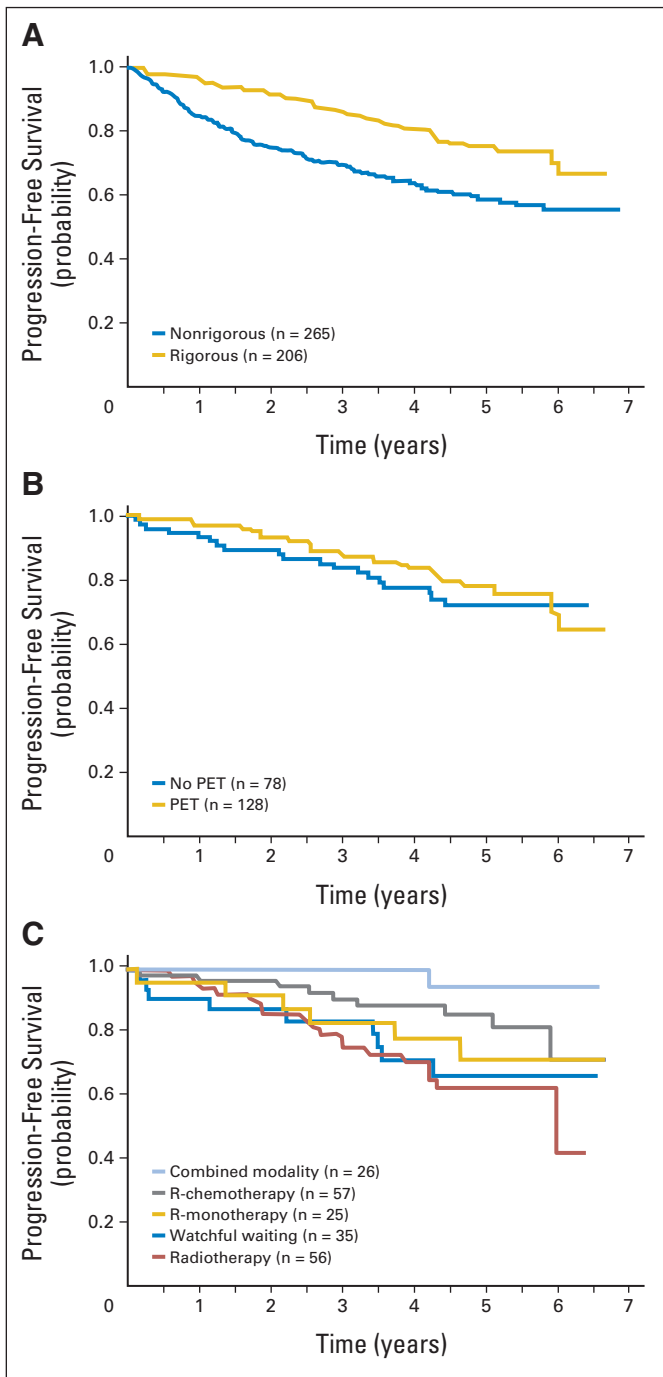 A
Progression-Free Survival
(probability)
1.0
0.8
0.6
0.4
0.2
Nonrigorous (n = 265)
Rigorous (n = 206)
0 1 2 3 4 5 6 7
Time (years)
B
Progression-Free Survival
(probability)
1.0
0.8
0.6
0.4
0.2
No PET (n = 78)
PET (n = 128)
0 1 2 3 4 5 6 7
Time (years)
C
Progression-Free Survival
(probability)
1.0
0.8
0.6
0.4
0.2
Combined modality (n = 26)
R-chemotherapy (n = 57)
R-monotherapy (n = 25)
Watchful waiting (n = 35)
Radiotherapy (n = 56)
0 1 2 3 4 5 6 7
Time (years)